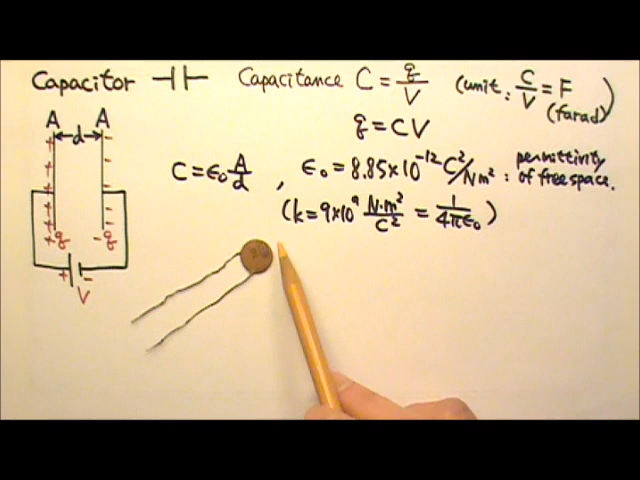 Capacitor Capacitance C = q/V (unit: C/V = F (farad))
q = CV
A A
d
C = ϵ₀ A/d , ϵ₀ = 8.85×10⁻¹² C²/Nm² : permittivity of free space.
(k = 9×10⁹ N·m²/C² = 1/4πϵ₀)
+q -q
+ -
V